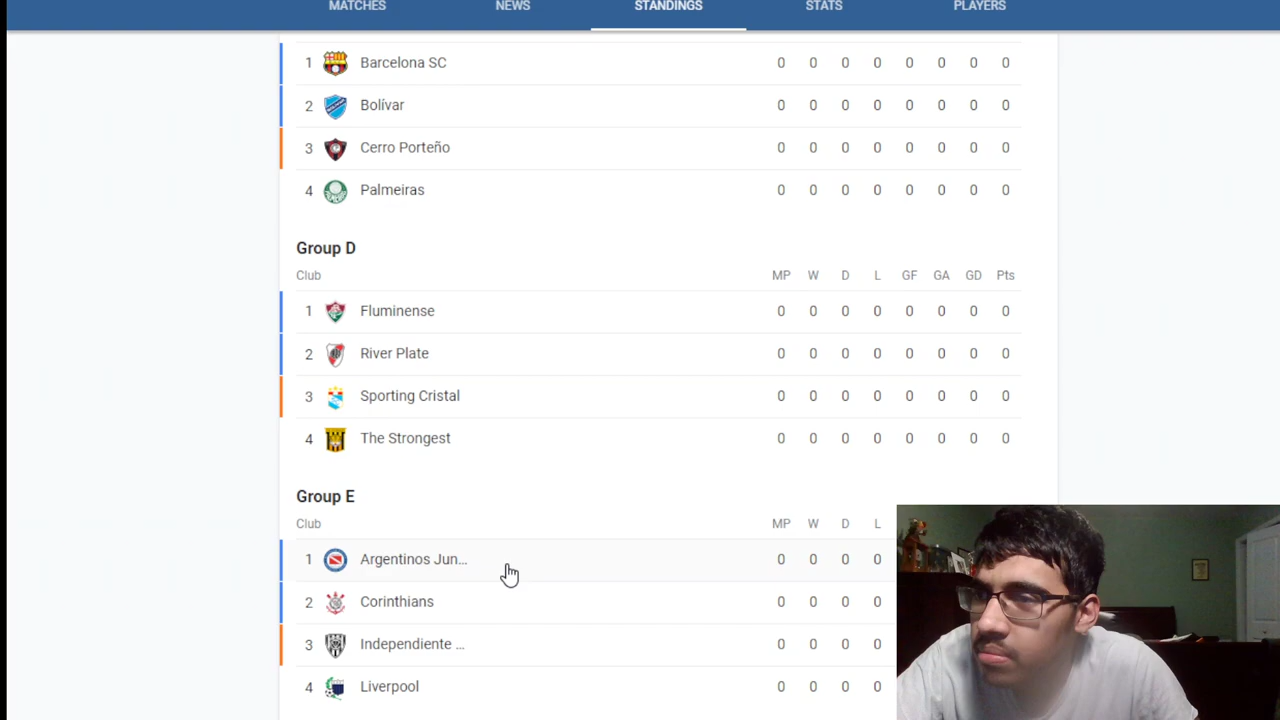 MATCHES NEWS STANDINGS STATS PLAYERS
1 Barcelona SC 0 0 0 0 0 0 0 0
2 Bolívar 0 0 0 0 0 0 0 0
3 Cerro Porteño 0 0 0 0 0 0 0 0
4 Palmeiras 0 0 0 0 0 0 0 0
Group D
Club MP W D L GF GA GD Pts
1 Fluminense 0 0 0 0 0 0 0 0
2 River Plate 0 0 0 0 0 0 0 0
3 Sporting Cristal 0 0 0 0 0 0 0 0
4 The Strongest 0 0 0 0 0 0 0 0
Group E
Club MP W D L
1 Argentinos Jun... 0 0 0 0
2 Corinthians 0 0 0 0
3 Independiente ... 0 0 0 0
4 Liverpool 0 0 0 0